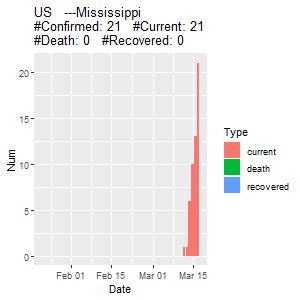 US   ---Mississippi
#Confirmed: 21   #Current: 21
#Death: 0   #Recovered: 0
20
15
10
5
0
Num
Feb 01
Feb 15
Mar 01
Mar 15
Date
Type
current
death
recovered